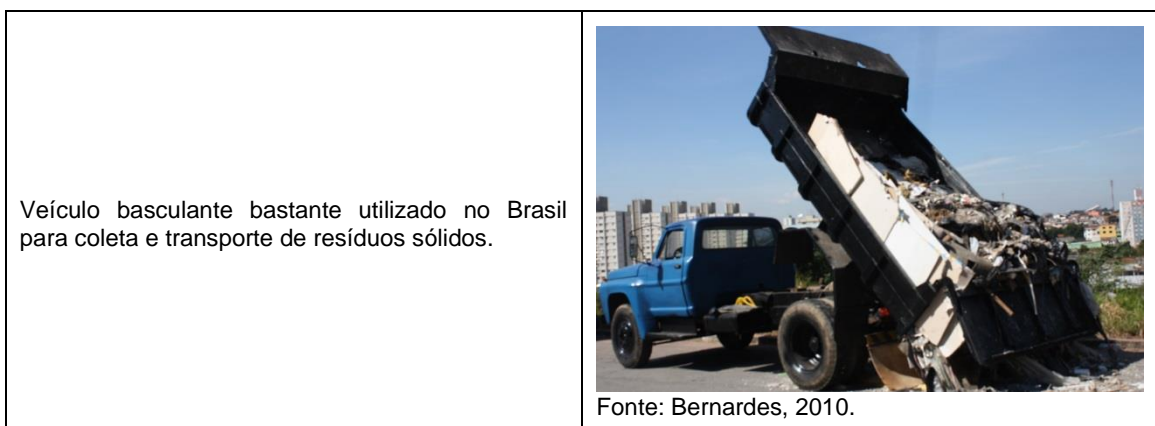 Veículo basculante bastante utilizado no Brasil
para coleta e transporte de resíduos sólidos.
Fonte: Bernardes, 2010.